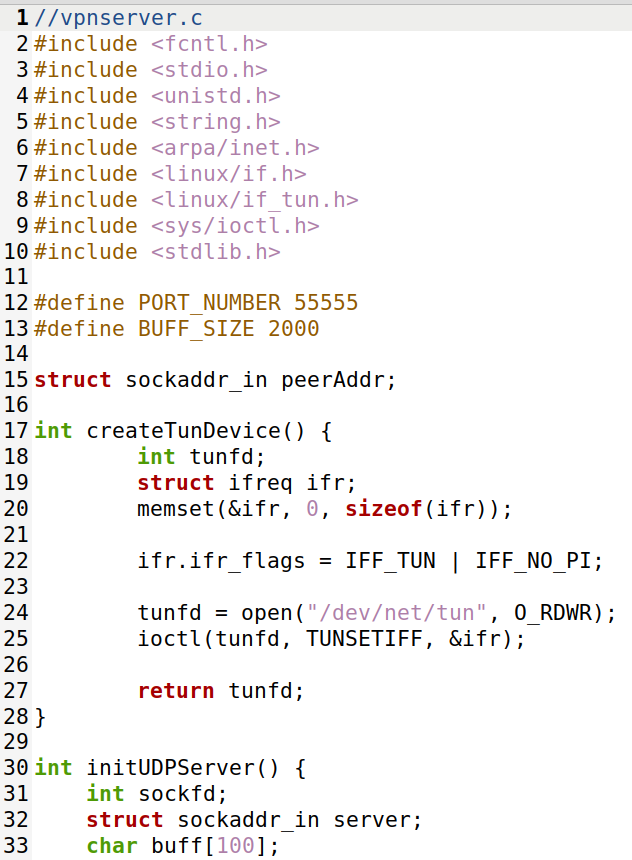 1 //vpnserver.c
2 #include <fcntl.h>
3 #include <stdio.h>
4 #include <unistd.h>
5 #include <string.h>
6 #include <arpa/inet.h>
7 #include <linux/if.h>
8 #include <linux/if_tun.h>
9 #include <sys/ioctl.h>
10 #include <stdlib.h>
11
12 #define PORT_NUMBER 55555
13 #define BUFF_SIZE 2000
14
15 struct sockaddr_in peerAddr;
16
17 int createTunDevice() {
18         int tunfd;
19         struct ifreq ifr;
20         memset(&ifr, 0, sizeof(ifr));
21
22         ifr.ifr_flags = IFF_TUN | IFF_NO_PI;
23
24         tunfd = open("/dev/net/tun", O_RDWR);
25         ioctl(tunfd, TUNSETIFF, &ifr);
26
27         return tunfd;
28 }
29
30 int initUDPServer() {
31     int sockfd;
32     struct sockaddr_in server;
33     char buff[100];